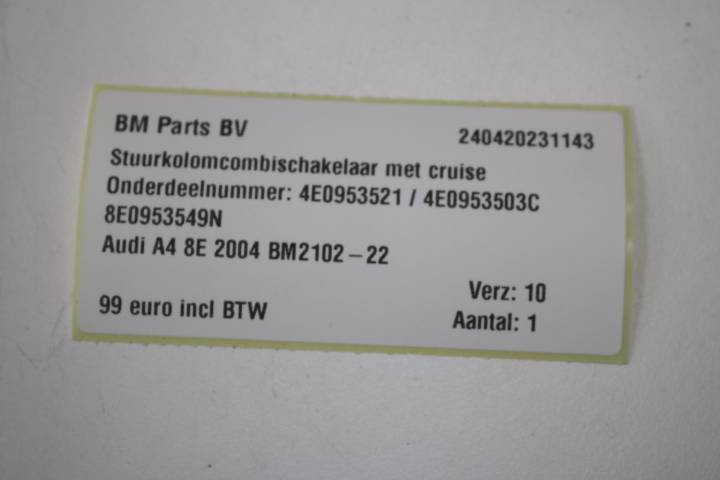 BM Parts BV 240420231143
Stuurkolomcombischakelaar met cruise
Onderdeelnummer: 4E0953521 / 4E0953503C
8E0953549N
Audi A4 8E 2004 BM2102-22
Verz: 10
99 euro incl BTW
Aantal: 1